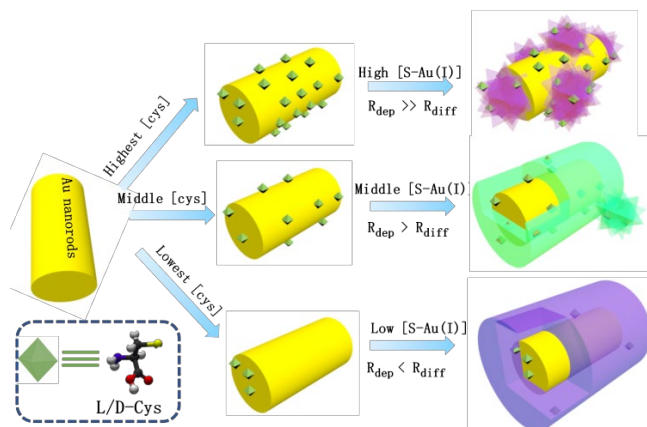 Highest [cys]
High [S-Au(I)]
R_dep >> R_diff
Au nanorods
Middle [cys]
Middle [S-Au(I)]
R_dep > R_diff
Lowest [cys]
Low [S-Au(I)]
R_dep < R_diff
L/D-Cys